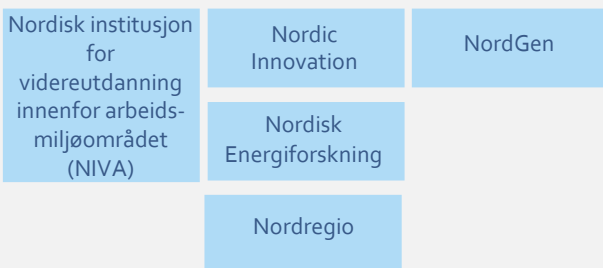 Nordisk institusjon
for
videreutdanning
innenfor arbeids-
miljøområdet
(NIVA)
Nordic
Innovation
NordGen
Nordisk
Energiforskning
Nordregio